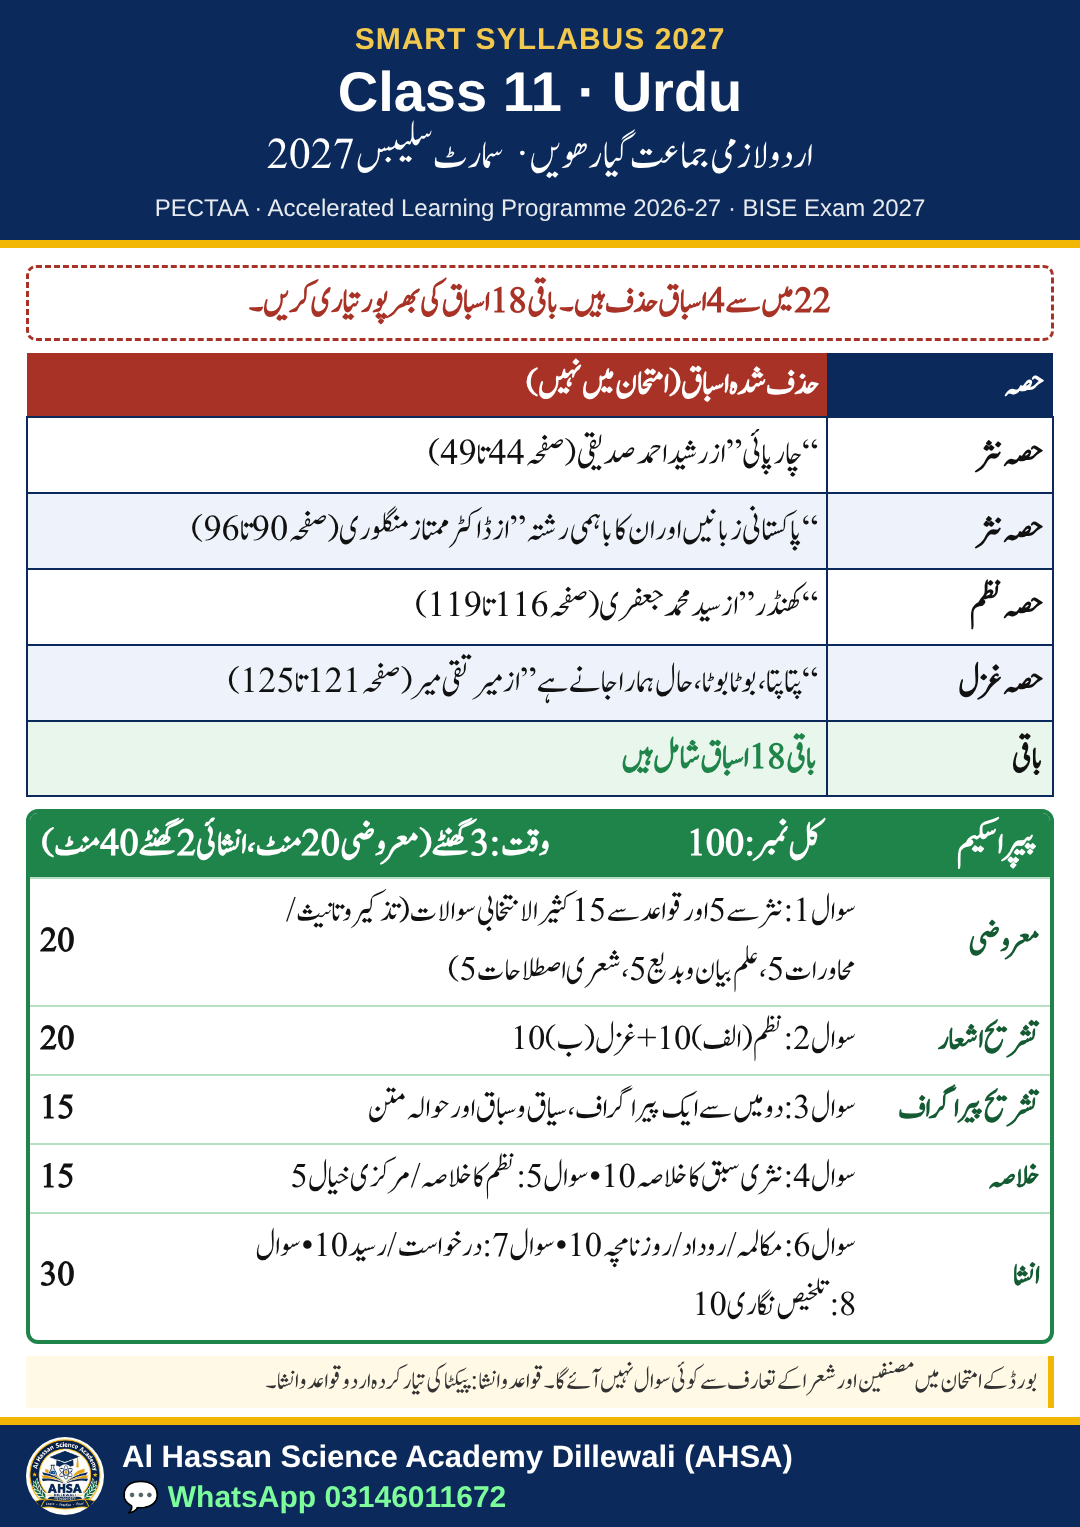 SMART SYLLABUS 2027
Class 11 · Urdu
اردو لازمی جماعت گیارھویں · سمارٹ سلیبس 2027
PECTAA · Accelerated Learning Programme 2026-27 · BISE Exam 2027
22 میں سے 4 اسباق حذف ہیں۔ باقی 18 اسباق کی بھرپور تیاری کریں۔
حصہ حذف شدہ اسباق (امتحان میں نہیں)
حصہ نثر “چارپائی” از رشید احمد صدیقی (صفحہ 44 تا 49)
حصہ نثر “پاکستانی زبانیں اور ان کا باہمی رشتہ” از ڈاکٹر ممتاز منگلوری (صفحہ 90 تا 96)
حصہ نظم “کھنڈر” از سید محمد جعفری (صفحہ 116 تا 119)
حصہ غزل “پتا پتا، بوٹا بوٹا، حال ہمارا جانے ہے” از میر تقی میر (صفحہ 121 تا 125)
باقی باقی 18 اسباق شامل ہیں
پیپر اسکیم کل نمبر: 100 وقت: 3 گھنٹے (معروضی 20 منٹ، انشائی 2 گھنٹے 40 منٹ)
معروضی سوال 1: نثر سے 5 اور قواعد سے 15 کثیر الانتخابی سوالات (تذکیر و تانیث/
محاورات 5، علم بیان و بدیع 5، شعری اصطلاحات 5) 20
تشریح اشعار سوال 2: نظم (الف) 10 + غزل (ب) 10 20
تشریح پیراگراف سوال 3: دو میں سے ایک پیراگراف، سیاق و سباق اور حوالہ متن 15
خلاصہ سوال 4: نثری سبق کا خلاصہ 10 • سوال 5: نظم کا خلاصہ/مرکزی خیال 5 15
انشا سوال 6: مکالمہ/روداد/روزنامچہ 10 • سوال 7: درخواست/رسید 10 • سوال
8: تلخیص نگاری 10 30
بورڈ کے امتحان میں مصنفین اور شعرا کے تعارف سے کوئی سوال نہیں آئے گا۔ قواعد و انشا: پیکٹا کی تیار کردہ اردو قواعد و انشا۔
Al Hassan Science Academy Dillewali (AHSA)
WhatsApp 03146011672
Al Hassan Science Academy
AHSA